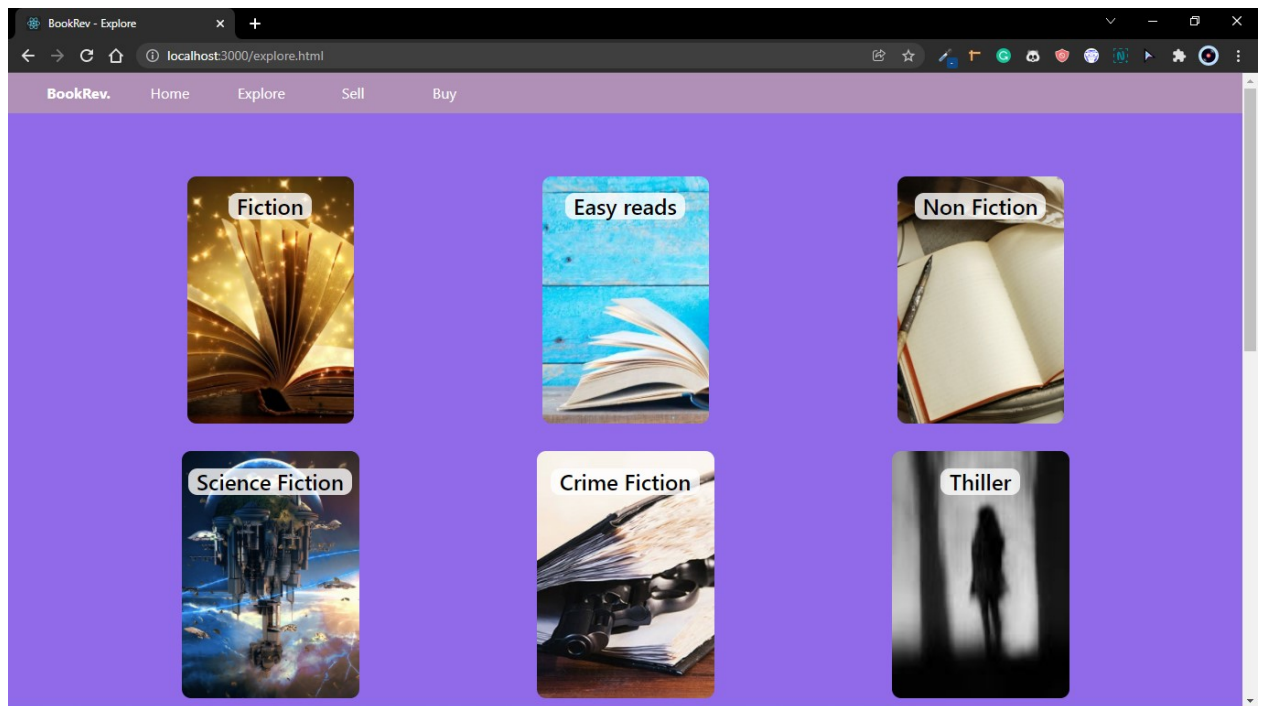 BookRev - Explore
localhost:3000/explore.html
BookRev. Home Explore Sell Buy
Fiction Easy reads Non Fiction
Science Fiction Crime Fiction Thiller